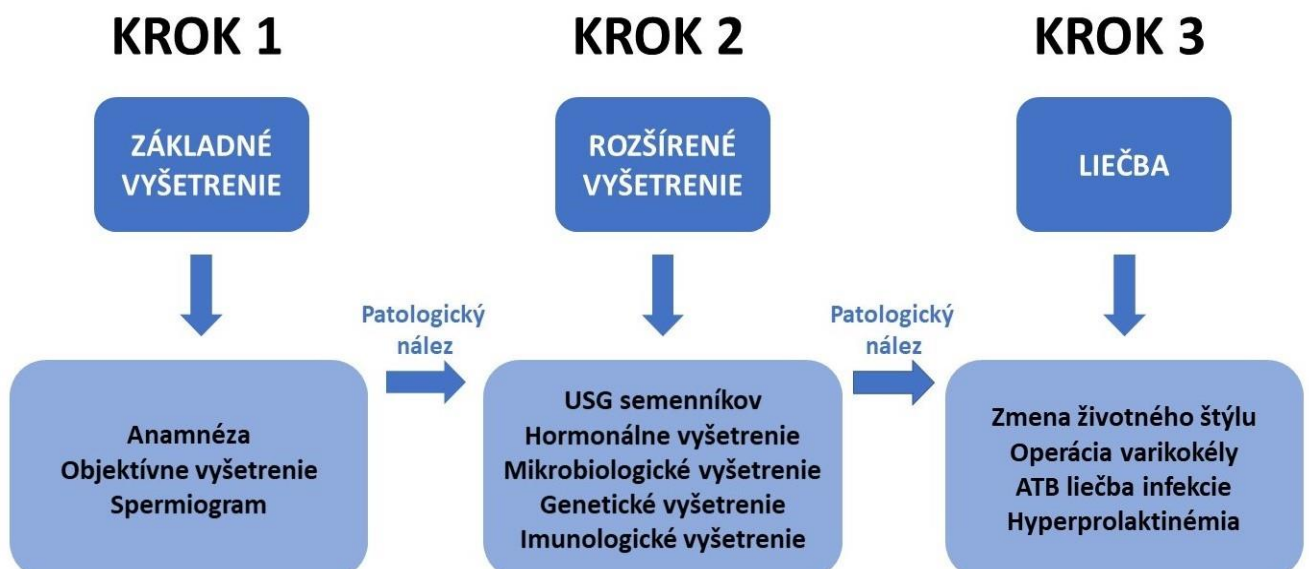 KROK 1
ZÁKLADNÉ
VYŠETRENIE
Anamnéza
Objektívne vyšetrenie
Spermiogram
Patologický
nález
KROK 2
ROZŠÍRENÉ
VYŠETRENIE
USG semenníkov
Hormonálne vyšetrenie
Mikrobiologické vyšetrenie
Genetické vyšetrenie
Imunologické vyšetrenie
Patologický
nález
KROK 3
LIEČBA
Zmena životného štýlu
Operácia varikokély
ATB liečba infekcie
Hyperprolaktinémia